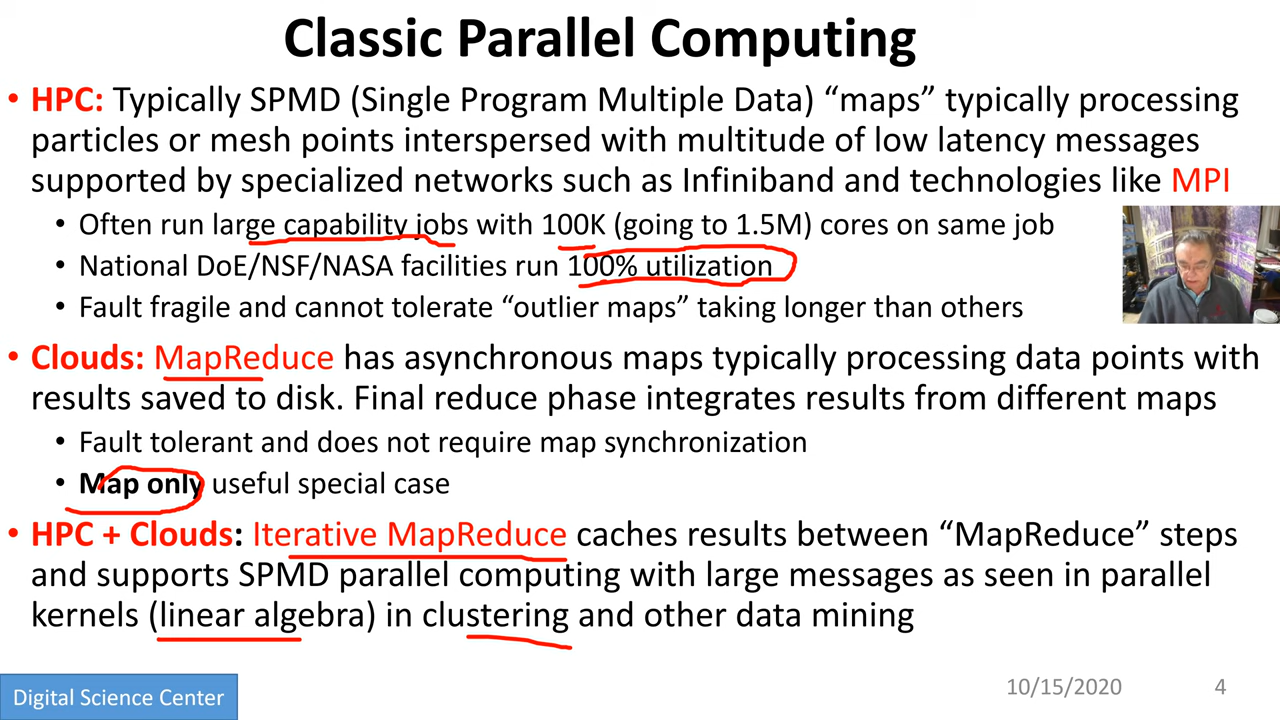 Classic Parallel Computing
• HPC: Typically SPMD (Single Program Multiple Data) “maps” typically processing
particles or mesh points interspersed with multitude of low latency messages
supported by specialized networks such as Infiniband and technologies like MPI
• Often run large capability jobs with 100K (going to 1.5M) cores on same job
• National DoE/NSF/NASA facilities run 100% utilization
• Fault fragile and cannot tolerate “outlier maps” taking longer than others
• Clouds: MapReduce has asynchronous maps typically processing data points with
results saved to disk. Final reduce phase integrates results from different maps
• Fault tolerant and does not require map synchronization
• Map only useful special case
• HPC + Clouds: Iterative MapReduce caches results between “MapReduce” steps
and supports SPMD parallel computing with large messages as seen in parallel
kernels (linear algebra) in clustering and other data mining
Digital Science Center
10/15/2020
4